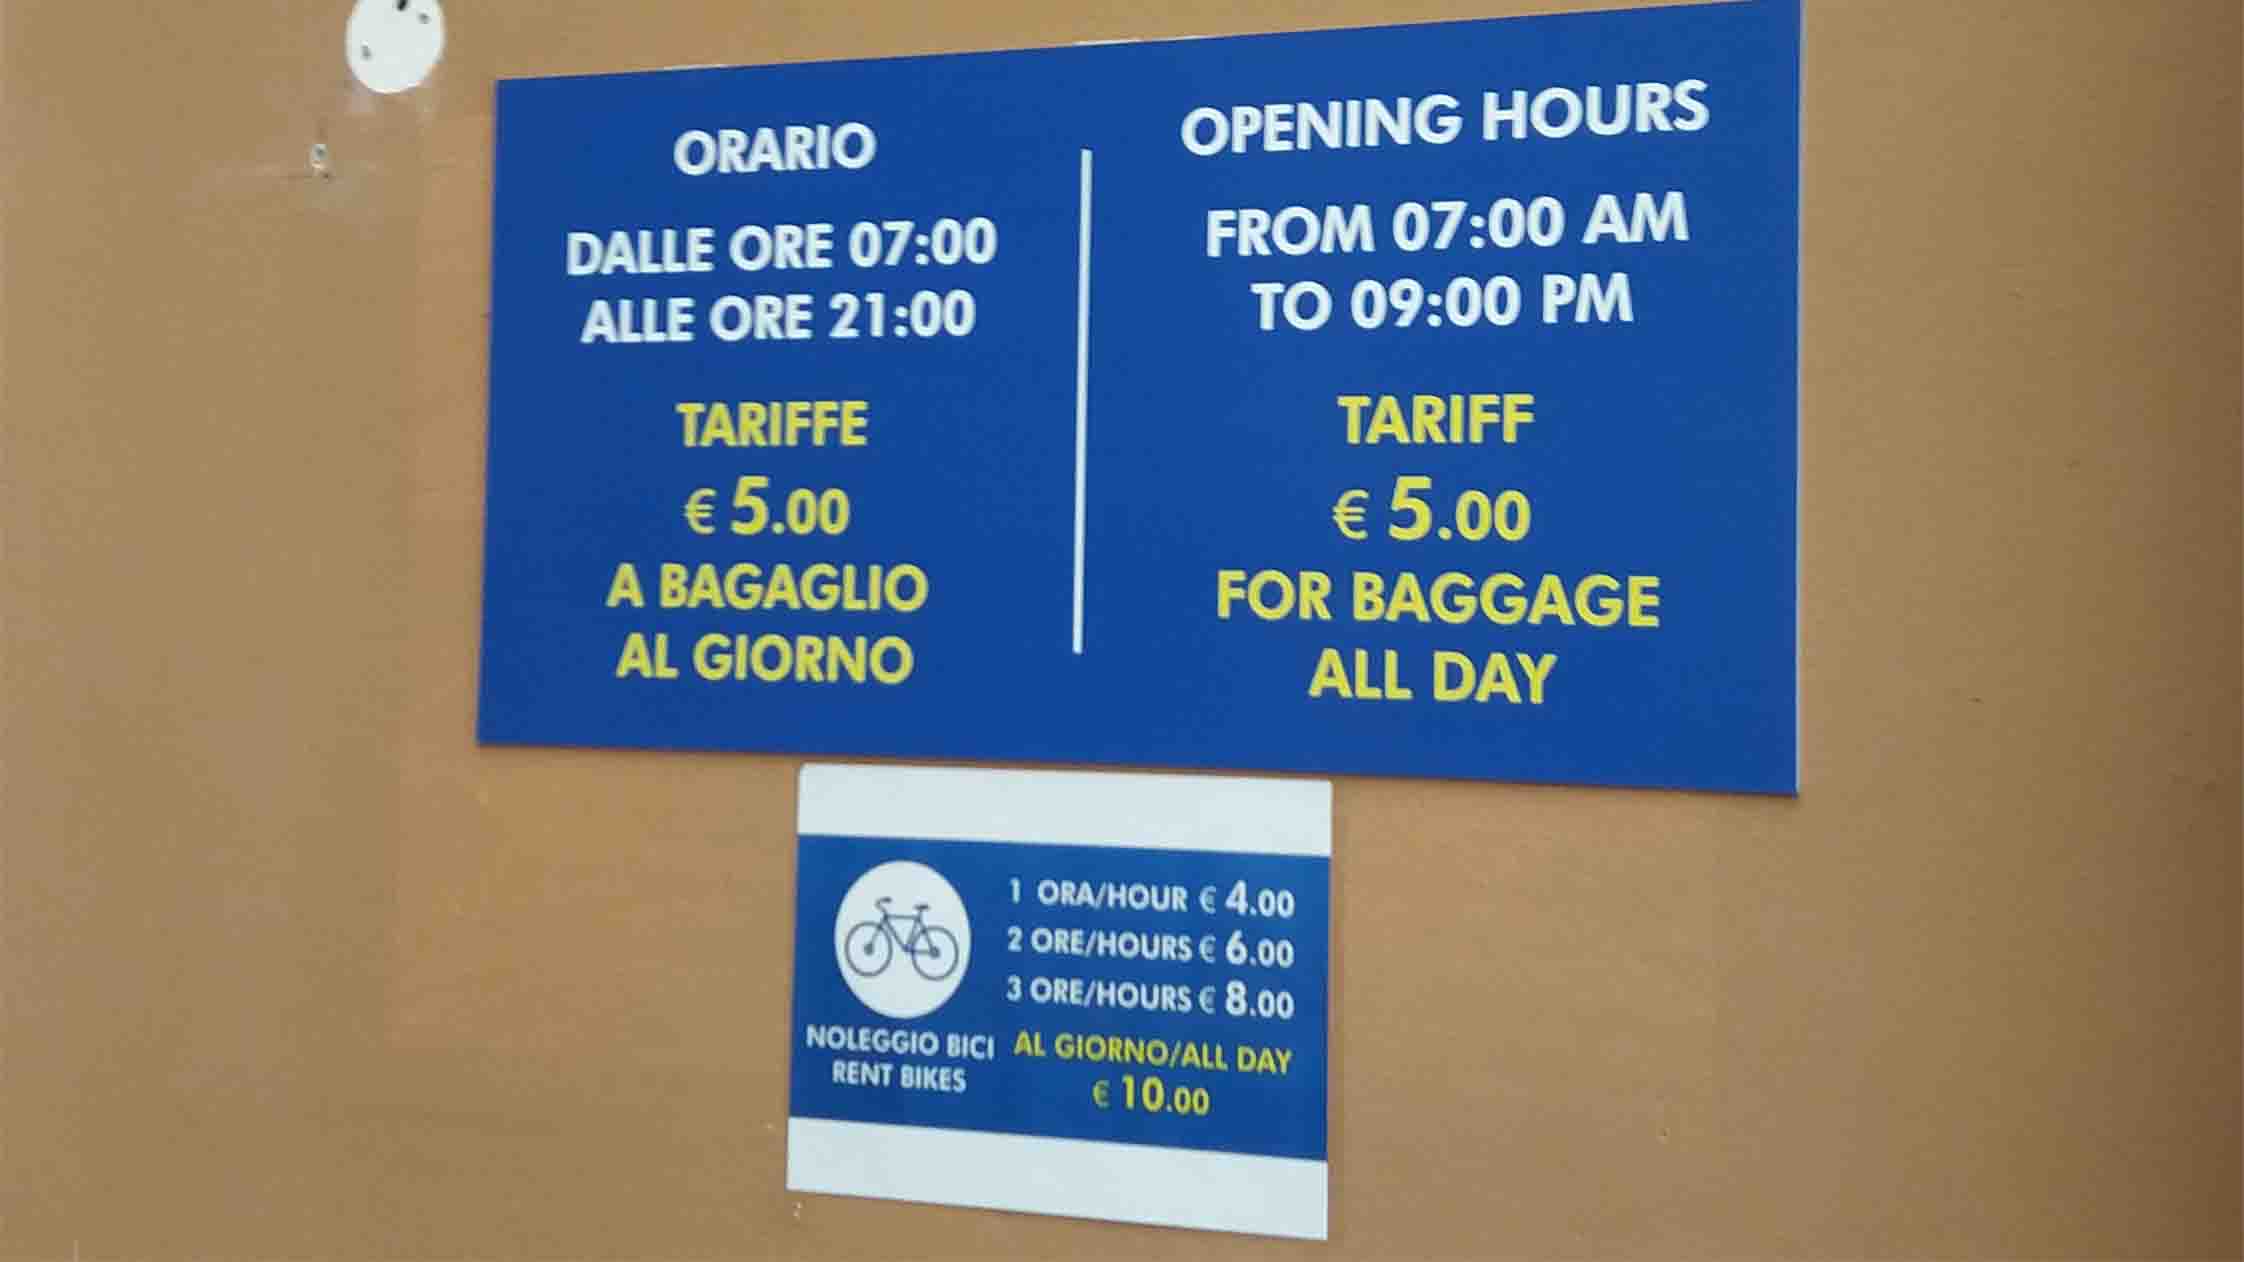 ORARIO
DALLE ORE 07:00
ALLE ORE 21:00
TARIFFE
€ 5.00
A BAGAGLIO
AL GIORNO
OPENING HOURS
FROM 07:00 AM
TO 09:00 PM
TARIFF
€ 5.00
FOR BAGGAGE
ALL DAY
NOLEGGIO BICI
RENT BIKES
1 ORA/HOUR € 4.00
2 ORE/HOURS € 6.00
3 ORE/HOURS € 8.00
AL GIORNO/ALL DAY
€ 10.00